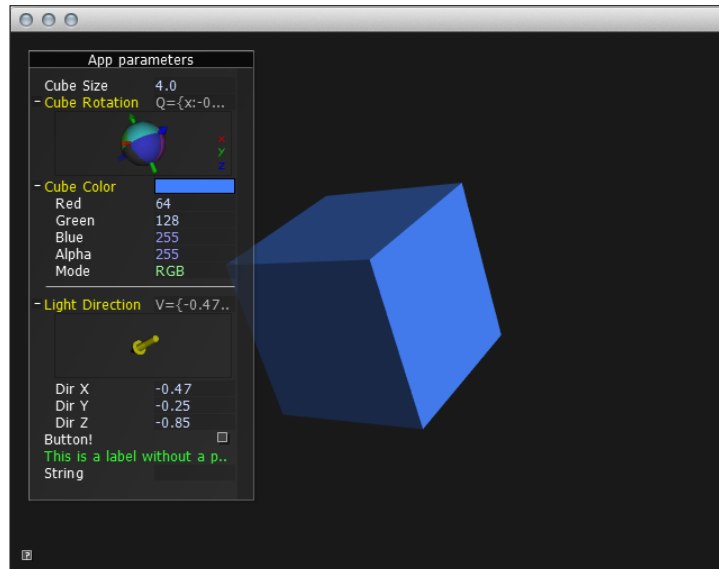 App parameters
Cube Size 4.0
Cube Rotation Q={x:-0...
x
y
z
Cube Color
Red 64
Green 128
Blue 255
Alpha 255
Mode RGB
Light Direction V={-0.47..
Dir X -0.47
Dir Y -0.25
Dir Z -0.85
Button!
This is a label without a p..
String
?